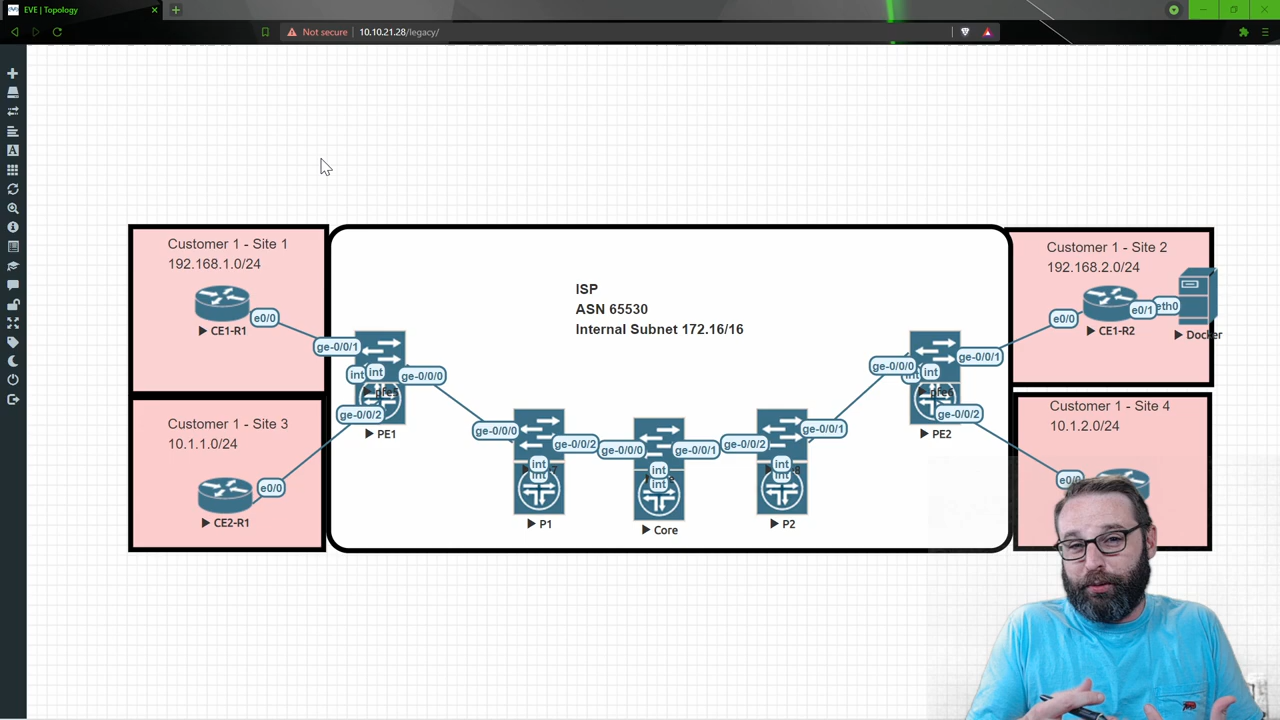 EVE | Topology
Not secure
10.10.21.28/legacy/
Customer 1 - Site 1
192.168.1.0/24
CE1-R1
e0/0
ge-0/0/1
int
int
ge-0/0/0
ge-0/0/2
PE1
Customer 1 - Site 3
10.1.1.0/24
CE2-R1
e0/0
ISP
ASN 65530
Internal Subnet 172.16/16
ge-0/0/0
ge-0/0/2
int
int
P1
ge-0/0/0
ge-0/0/1
int
int
Core
ge-0/0/2
ge-0/0/1
int
int
P2
ge-0/0/0
ge-0/0/1
int
int
ge-0/0/2
PE2
Customer 1 - Site 2
192.168.2.0/24
e0/0
CE1-R2
e0/1
eth0
Docker
Customer 1 - Site 4
10.1.2.0/24
e0/0